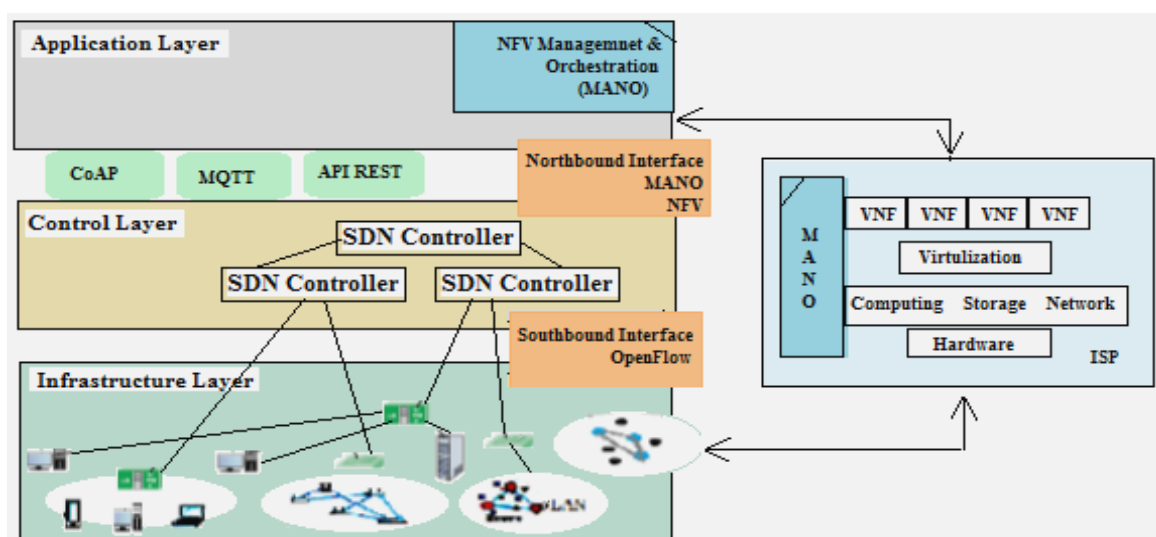 Application Layer
NFV Managemnet &
Orchestration
(MANO)
CoAP
MQTT
API REST
Northbound Interface
MANO
NFV
Control Layer
SDN Controller
SDN Controller
SDN Controller
Southbound Interface
OpenFlow
Infrastructure Layer
LAN
M
A
N
O
VNF
VNF
VNF
VNF
Virtulization
Computing Storage Network
Hardware
ISP